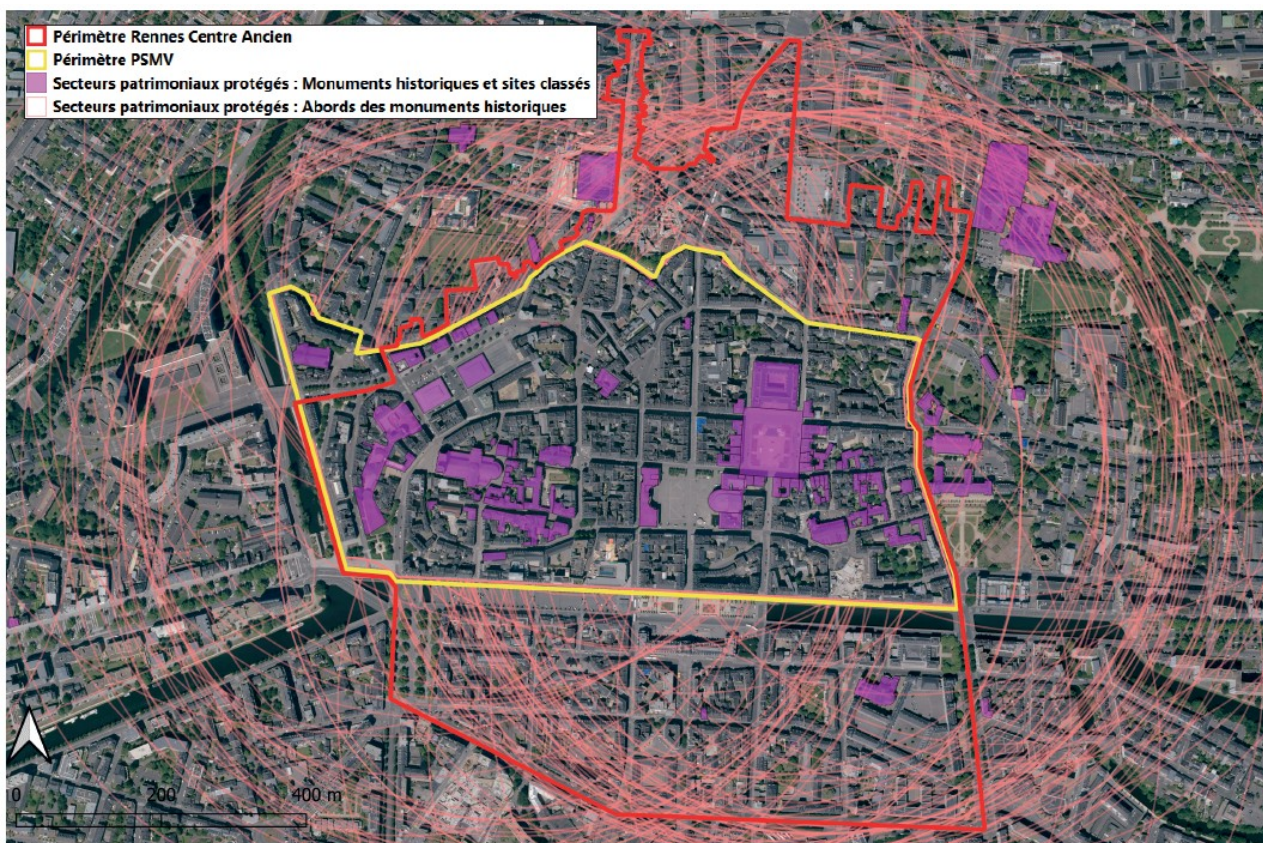 Périmètre Rennes Centre Ancien
Périmètre PSMV
Secteurs patrimoniaux protégés : Monuments historiques et sites classés
Secteurs patrimoniaux protégés : Abords des monuments historiques
0 200 400 m